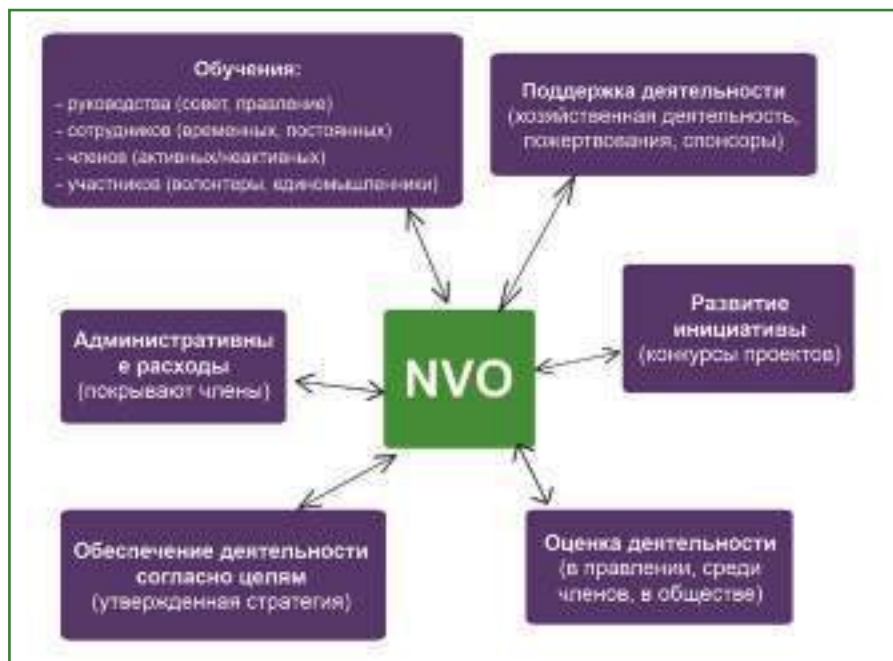 Обучения:
- руководства (совет, правление)
- сотрудников (временных, постоянных)
- членов (активных/неактивных)
- участников (волонтеры, единомышленники)
Поддержка деятельности
(хозяйственная деятельность,
пожертвования, спонсоры)
Административны
е расходы
(покрывают члены)
NVO
Развитие
инициативы
(конкурсы проектов)
Обеспечение деятельности
согласно целям
(утвержденная стратегия)
Оценка деятельности
(в правлении, среди
членов, в обществе)